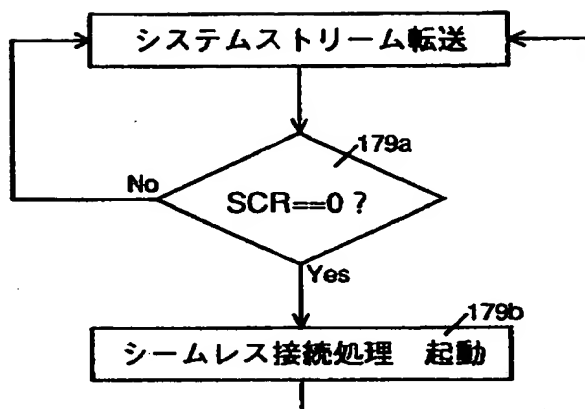 システムストリーム転送
179a
No
SCR==0 ?
Yes
179b
シームレス接続処理 起動